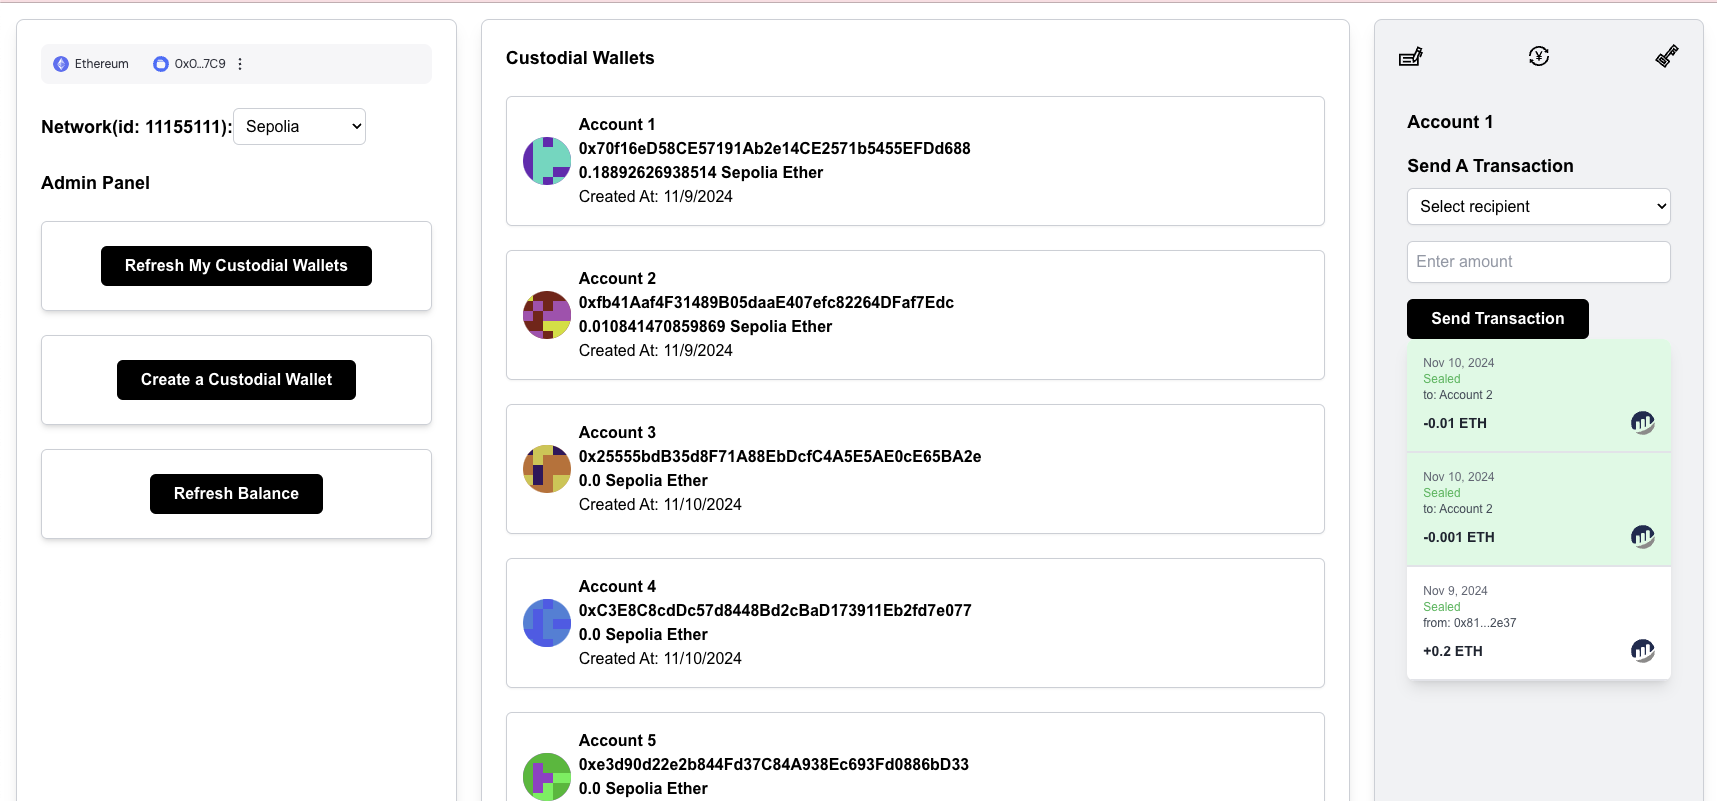 Ethereum
0x0...7C9
Network(id: 11155111):
Sepolia
Admin Panel
Refresh My Custodial Wallets
Create a Custodial Wallet
Refresh Balance
Custodial Wallets
Account 1
0x70f16eD58CE57191Ab2e14CE2571b5455EFDd688
0.18892626938514 Sepolia Ether
Created At: 11/9/2024
Account 2
0xfb41Aaf4F31489B05daaE407efc82264DFaf7Edc
0.010841470859869 Sepolia Ether
Created At: 11/9/2024
Account 3
0x25555bdB35d8F71A88EbDcfC4A5E5AE0cE65BA2e
0.0 Sepolia Ether
Created At: 11/10/2024
Account 4
0xC3E8C8cdDc57d8448Bd2cBaD173911Eb2fd7e077
0.0 Sepolia Ether
Created At: 11/10/2024
Account 5
0xe3d90d22e2b844Fd37C84A938Ec693Fd0886bD33
0.0 Sepolia Ether
Account 1
Send A Transaction
Select recipient
Enter amount
Send Transaction
Nov 10, 2024
Sealed
to: Account 2
-0.01 ETH
Nov 10, 2024
Sealed
to: Account 2
-0.001 ETH
Nov 9, 2024
Sealed
from: 0x81...2e37
+0.2 ETH